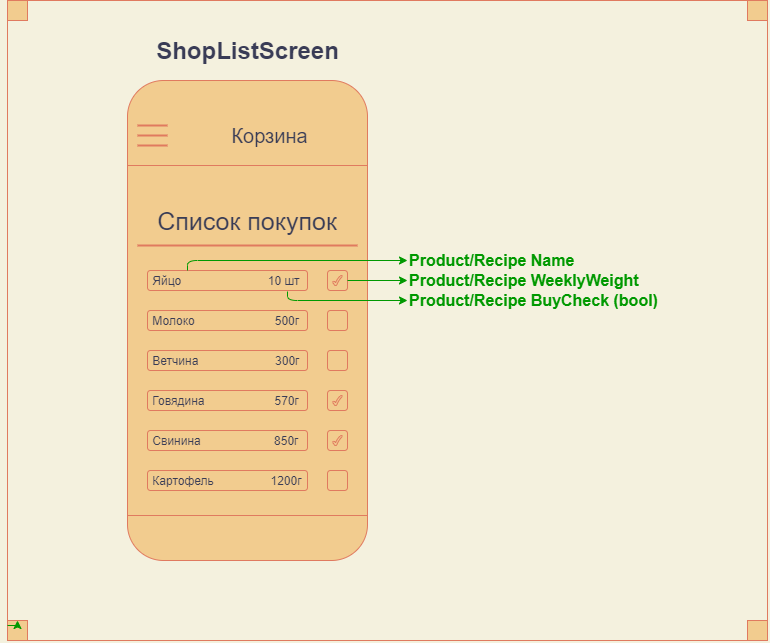 ShopListScreen
Корзина
Список покупок
Product/Recipe Name
Яйцо 10 шт
Product/Recipe WeeklyWeight
Product/Recipe BuyCheck (bool)
Молоко 500г
Ветчина 300г
Говядина 570г
Свинина 850г
Картофель 1200г